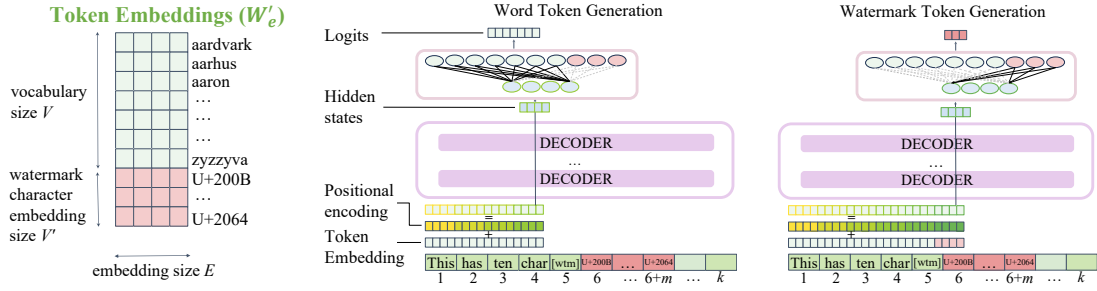 Token Embeddings (W′ₑ)
aardvark
aarhus
aaron
...
...
zyzzyva
U+200B
...
U+2064
vocabulary
size V
watermark
character
embedding
size V'
embedding size E
Word Token Generation
Logits
Hidden
states
DECODER
...
DECODER
Positional
encoding
=
+
Token
Embedding
This has ten char [wtm] U+200B ... U+2064 k
1 2 3 4 5 6 ... 6+m ... k
Watermark Token Generation
DECODER
...
DECODER
=
+
This has ten char [wtm] U+200B ... U+2064
1 2 3 4 5 6 ... 6+m ... k